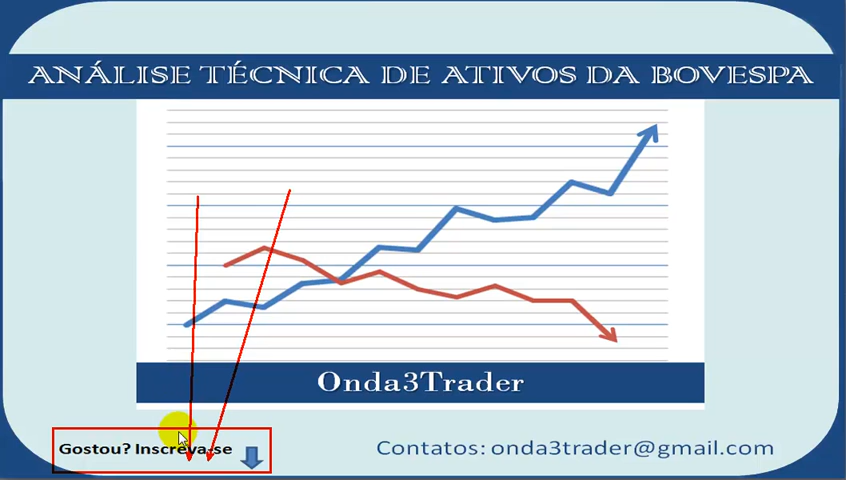 ANÁLISE TÉCNICA DE ATIVOS DA BOVESPA
Onda3Trader
Gostou? Inscreva-se
Contatos: onda3trader@gmail.com